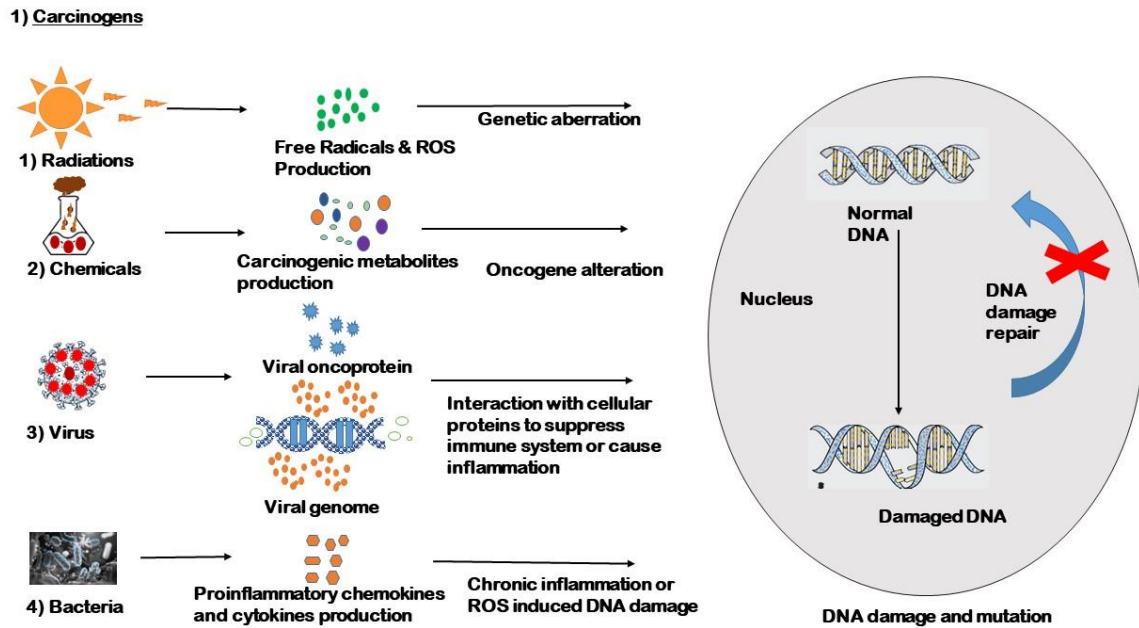 1) Carcinogens
1) Radiations
Free Radicals & ROS
Production
Genetic aberration
2) Chemicals
Carcinogenic metabolites
production
Oncogene alteration
3) Virus
Viral oncoprotein
Viral genome
Interaction with cellular
proteins to suppress
immune system or cause
inflammation
4) Bacteria
Proinflammatory chemokines
and cytokines production
Chronic inflammation or
ROS induced DNA damage
Normal
DNA
Nucleus
DNA
damage
repair
Damaged DNA
DNA damage and mutation